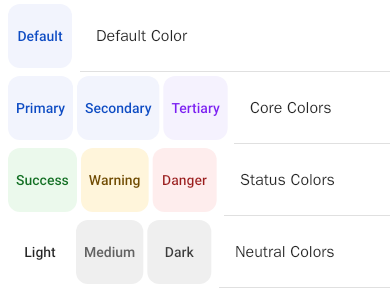 Default Default Color
Primary Secondary Tertiary Core Colors
Success Warning Danger Status Colors
Light Medium Dark Neutral Colors